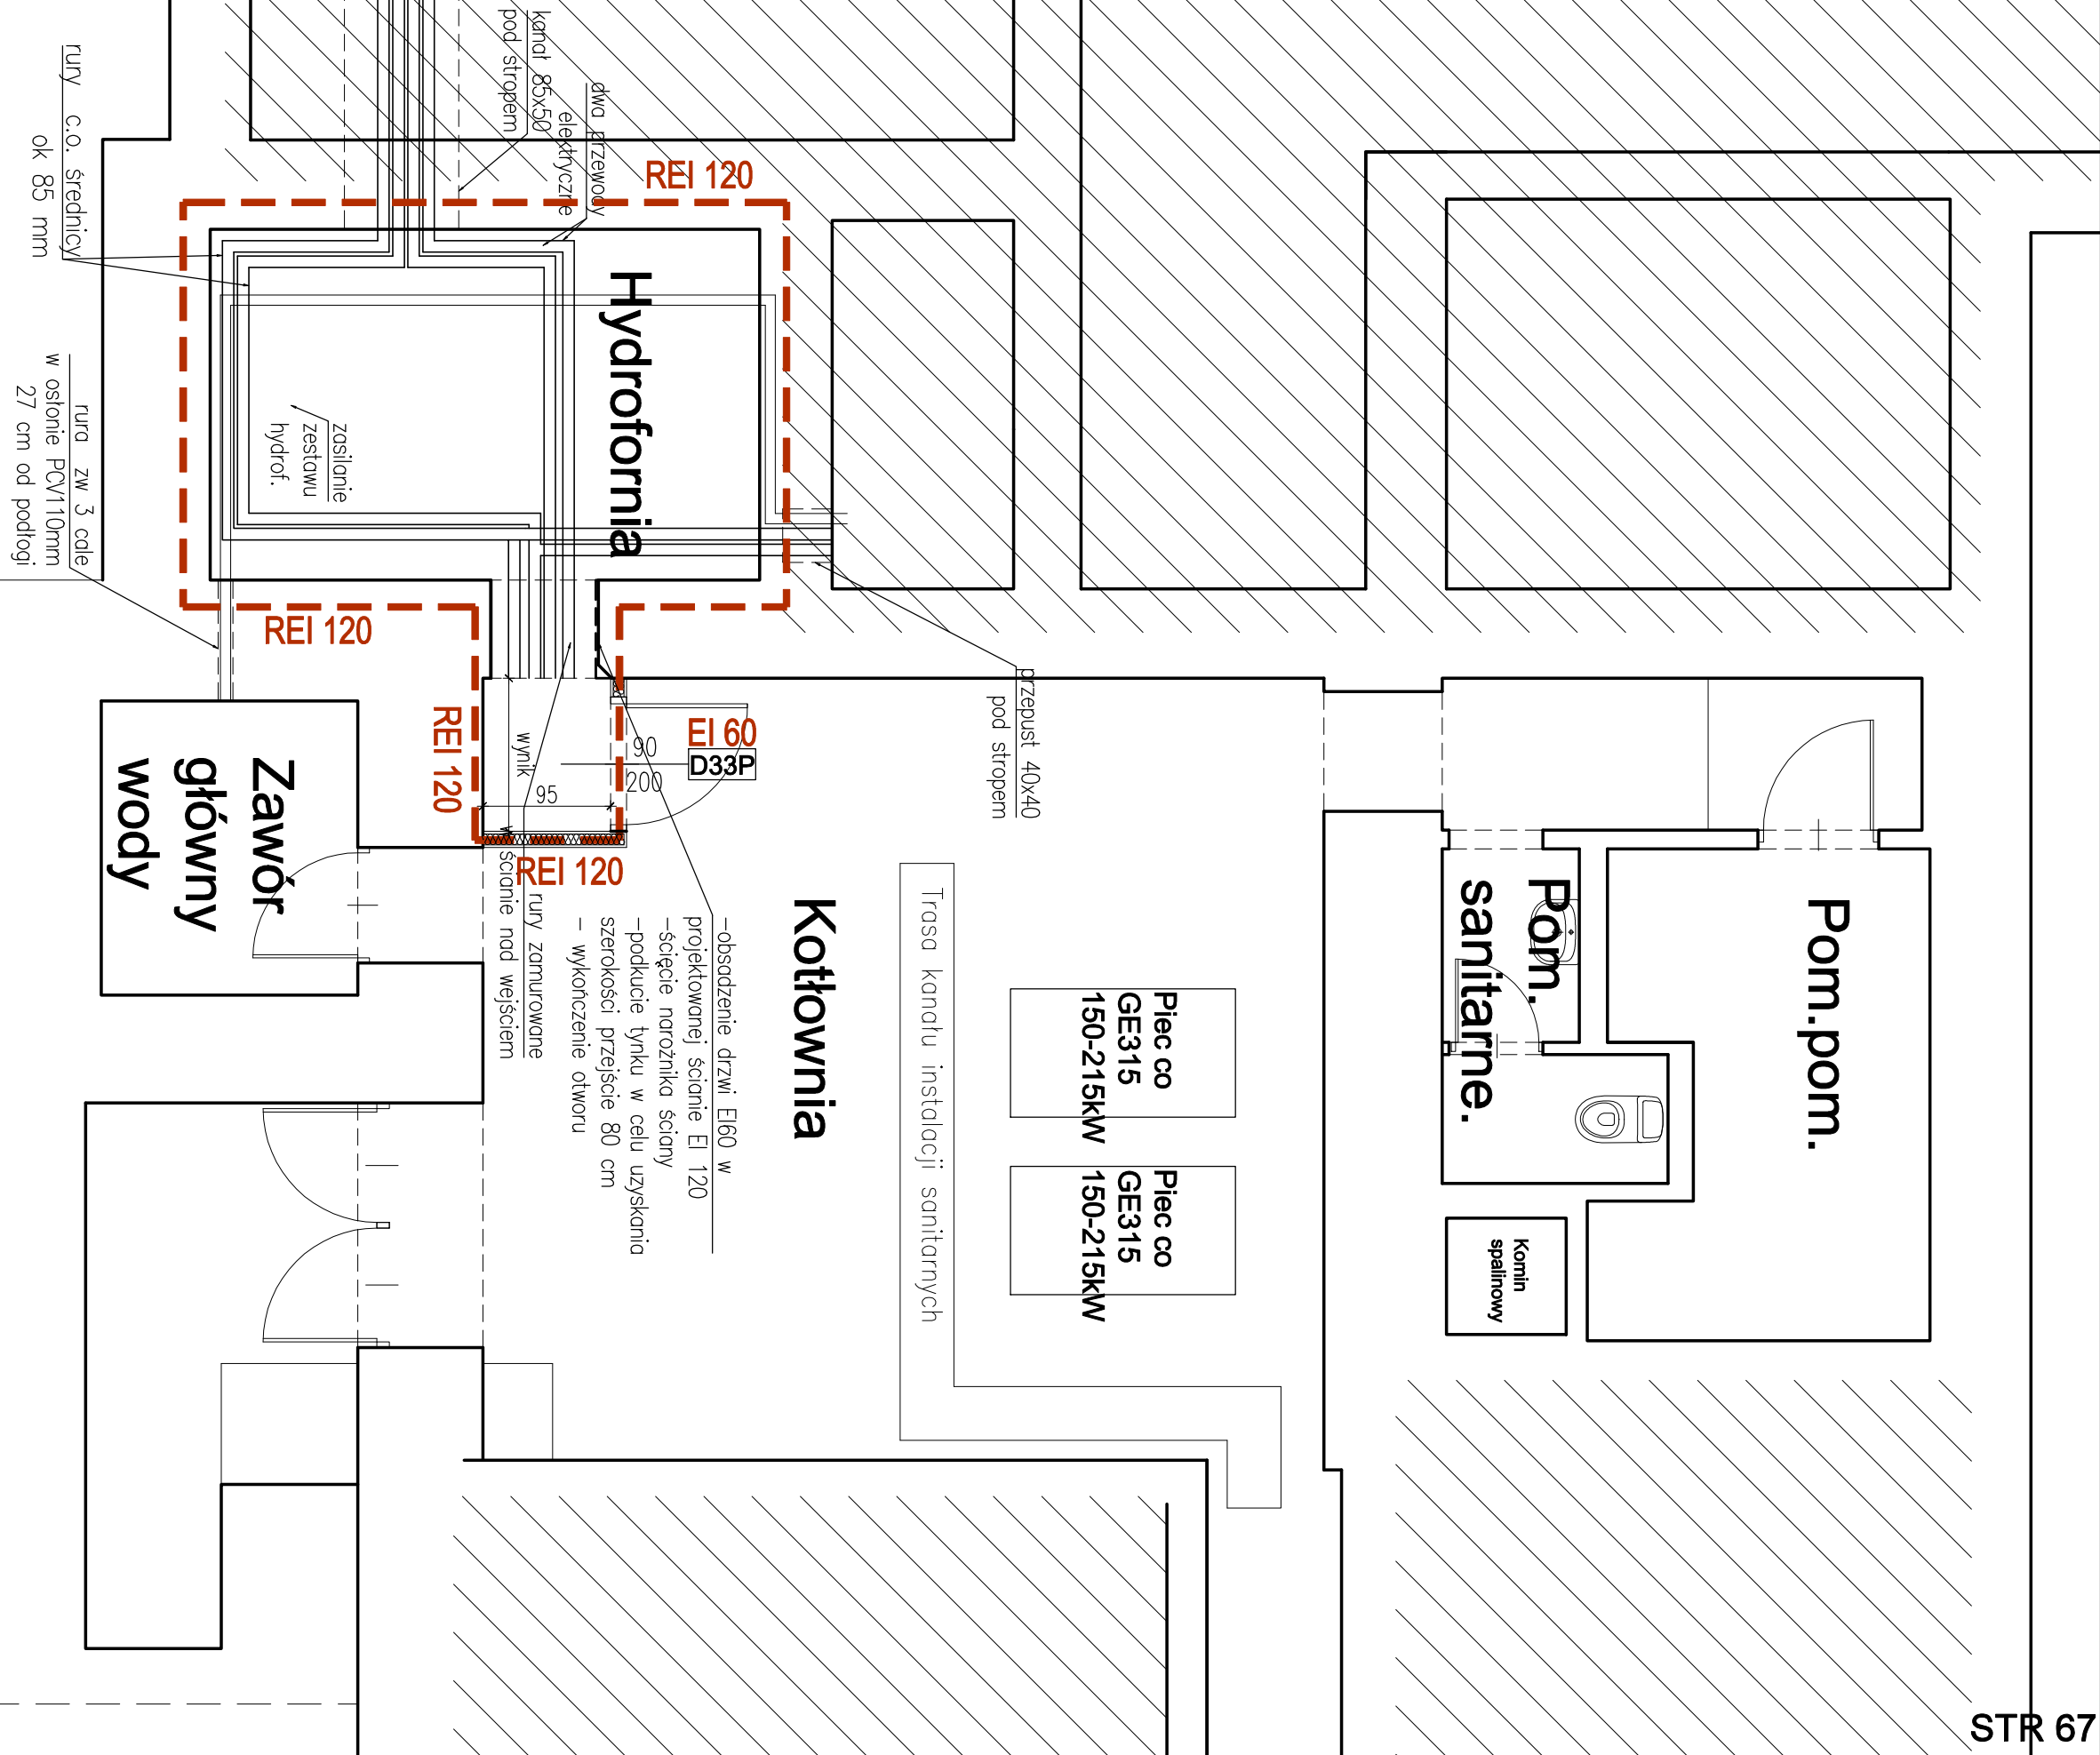 kanał 85x50
pod stropem
dwa przewody
elektryczne
rury c.o. średnicy
ok 85 mm
REI 120
Hydrofornia
zasilanie
zestawu
hydrof.
rura zw 3 cale
w osłonie PCV110mm
27 cm od podłogi
REI 120
REI 120
EI 60
D33P
90
200
95
wynik
REI 120
przepust 40x40
pod stropem
Zawór
główny
wody
rury zamurowane
w ścianie nad wejściem
-obsadzenie drzwi EI60 w
projektowanej ścianie EI 120
-ścięcie narożnika ściany
-podkucie tynku w celu uzyskania
szerokości przejście 80 cm
- wykończenie otworu
Kotłownia
Trasa kanału instalacji sanitarnych
Piec co
GE315
150-215kW
Piec co
GE315
150-215kW
Pom.
sanitarne.
Pom.pom.
Komin
spalinowy
STR 67